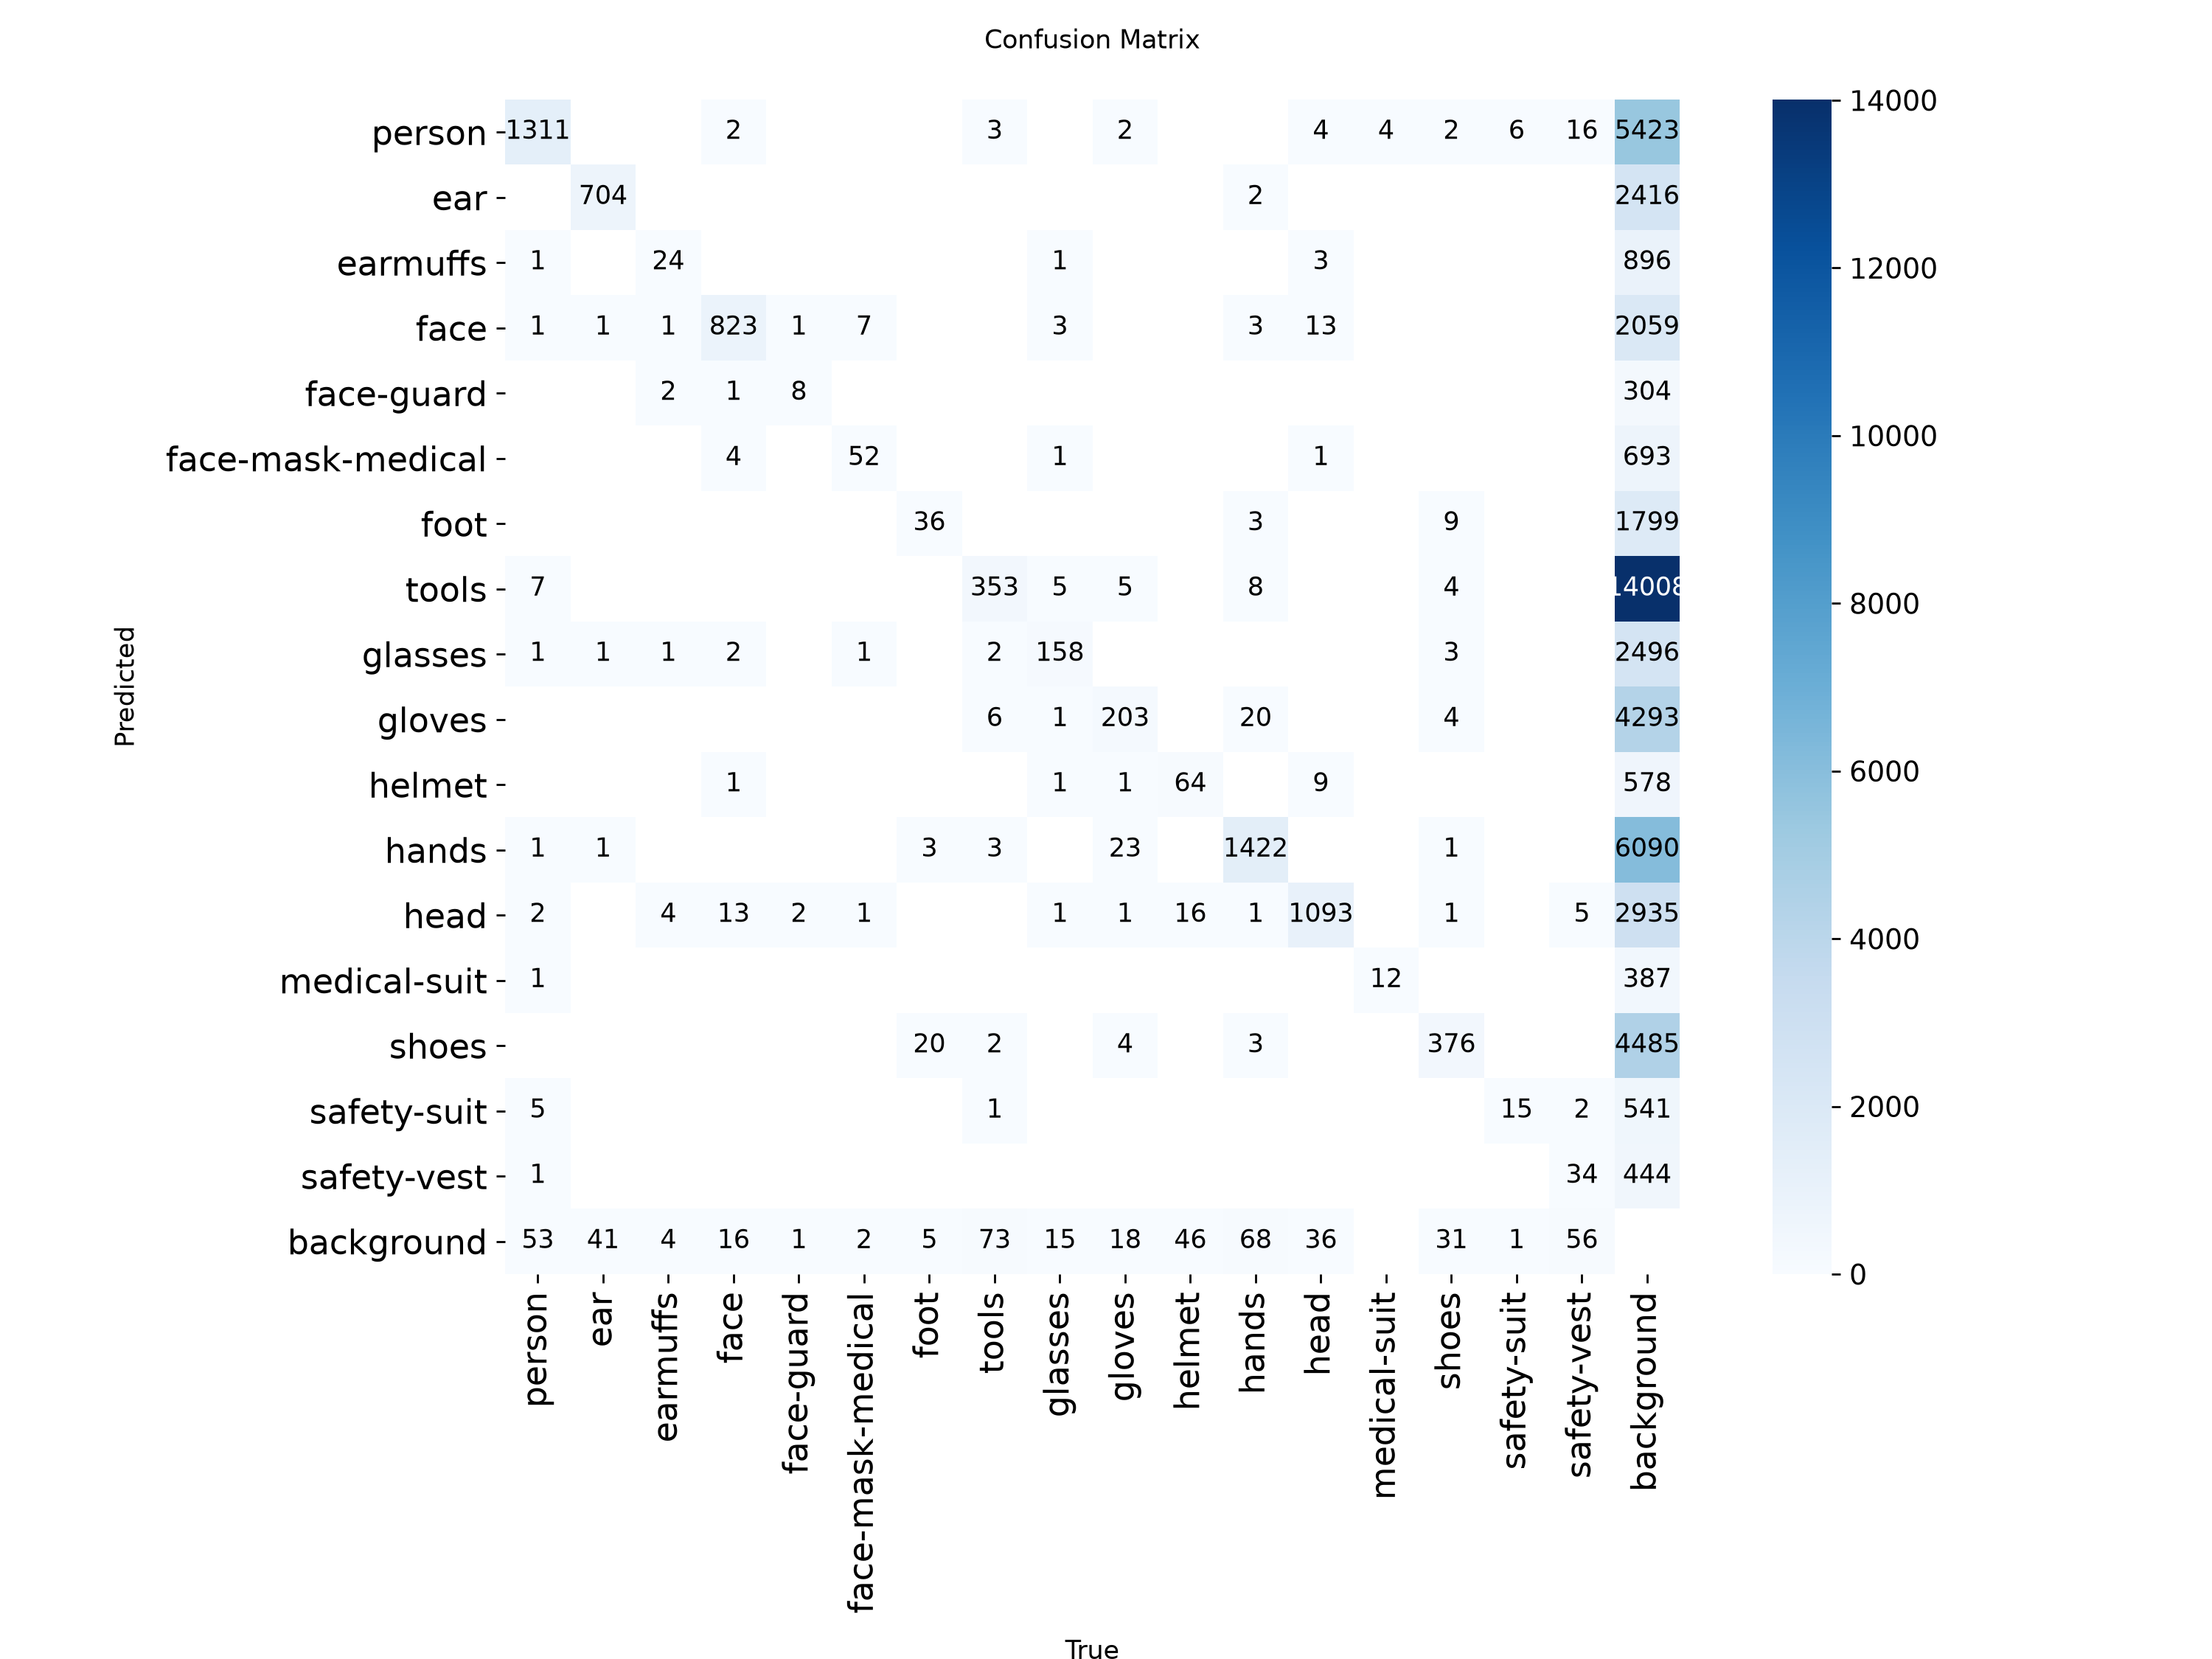 Confusion Matrix
person 1311 2 3 2 4 4 2 6 16 5423 14000
ear 704 2 2416
earmuffs 1 24 1 3 896 12000
face 1 1 1 823 1 7 3 3 13 2059
face-guard 2 1 8 304
face-mask-medical 4 52 1 1 693 10000
foot 36 3 9 1799
tools 7 353 5 5 8 4 14008 8000
glasses 1 1 1 2 1 2 158 3 2496
gloves 6 1 203 20 4 4293
helmet 1 1 1 64 9 578 6000
hands 1 1 3 3 23 1422 1 6090
head 2 4 13 2 1 1 1 16 1 1093 1 5 2935 4000
medical-suit 1 12 387
shoes 20 2 4 3 376 4485
safety-suit 5 1 15 2 541 2000
safety-vest 1 34 444
background 53 41 4 16 1 2 5 73 15 18 46 68 36 31 1 56 0
Predicted
person ear earmuffs face face-guard face-mask-medical foot tools glasses gloves helmet hands head medical-suit shoes safety-suit safety-vest background
True